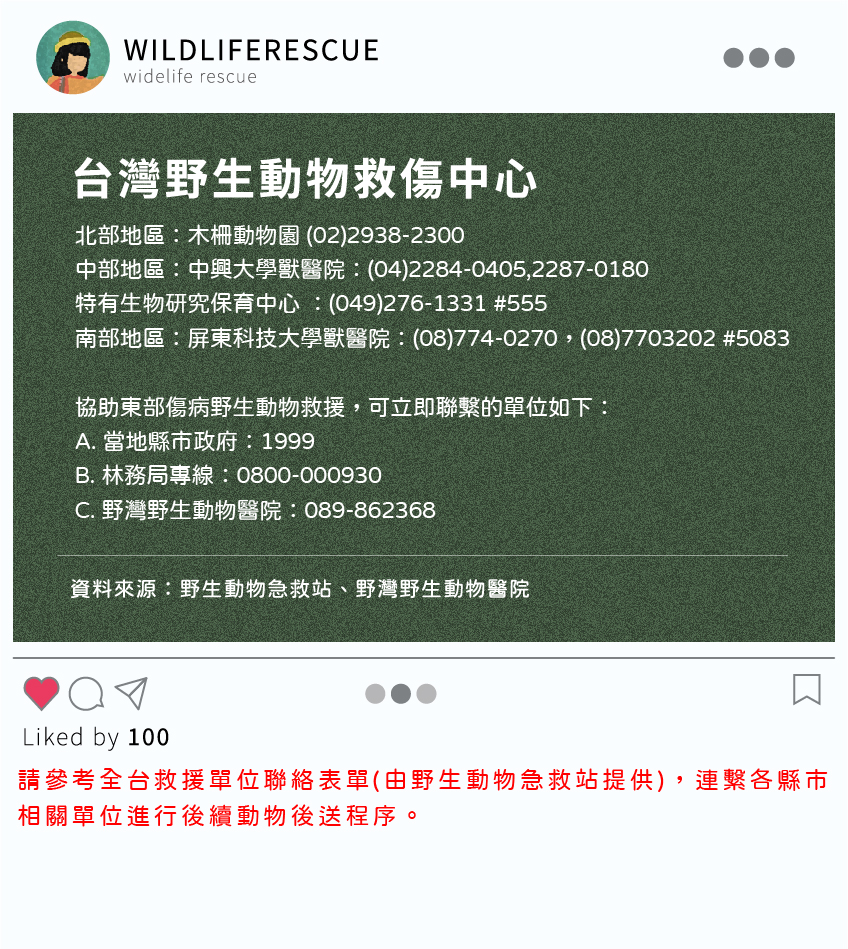 WILDLIFERESCUE
widelife rescue
台灣野生動物救傷中心
北部地區：木柵動物園 (02)2938-2300
中部地區：中興大學獸醫院：(04)2284-0405,2287-0180
特有生物研究保育中心 ：(049)276-1331 #555
南部地區：屏東科技大學獸醫院：(08)774-0270，(08)7703202 #5083
協助東部傷病野生動物救援，可立即聯繫的單位如下：
A. 當地縣市政府：1999
B. 林務局專線：0800-000930
C. 野灣野生動物醫院：089-862368
資料來源：野生動物急救站、野灣野生動物醫院
Liked by 100
請參考全台救援單位聯絡表單(由野生動物急救站提供)，連繫各縣市
相關單位進行後續動物後送程序。